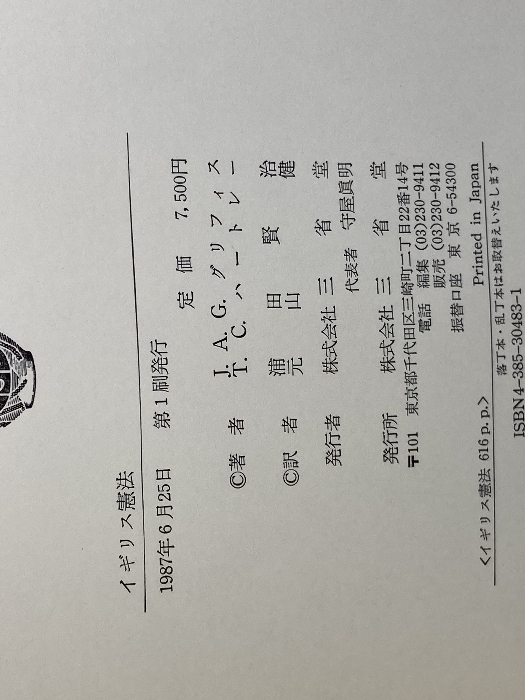 イギリス憲法
1987年6月25日 第1刷発行
定価 7,500円
©著者 J. A. G. グリフィス
T. C. ハートレー
©訳者 浦田賢治
元山健
発行者 株式会社 三省堂
代表者 守屋眞明
発行所 株式会社 三省堂
〒101 東京都千代田区三崎町二丁目22番14号
電話 編集 (03)230-9411
販売 (03)230-9412
振替口座 東京 6-54300
Printed in Japan
<イギリス憲法 616 p.p.>
落丁本・乱丁本はお取替えいたします
ISBN4-385-30483-1